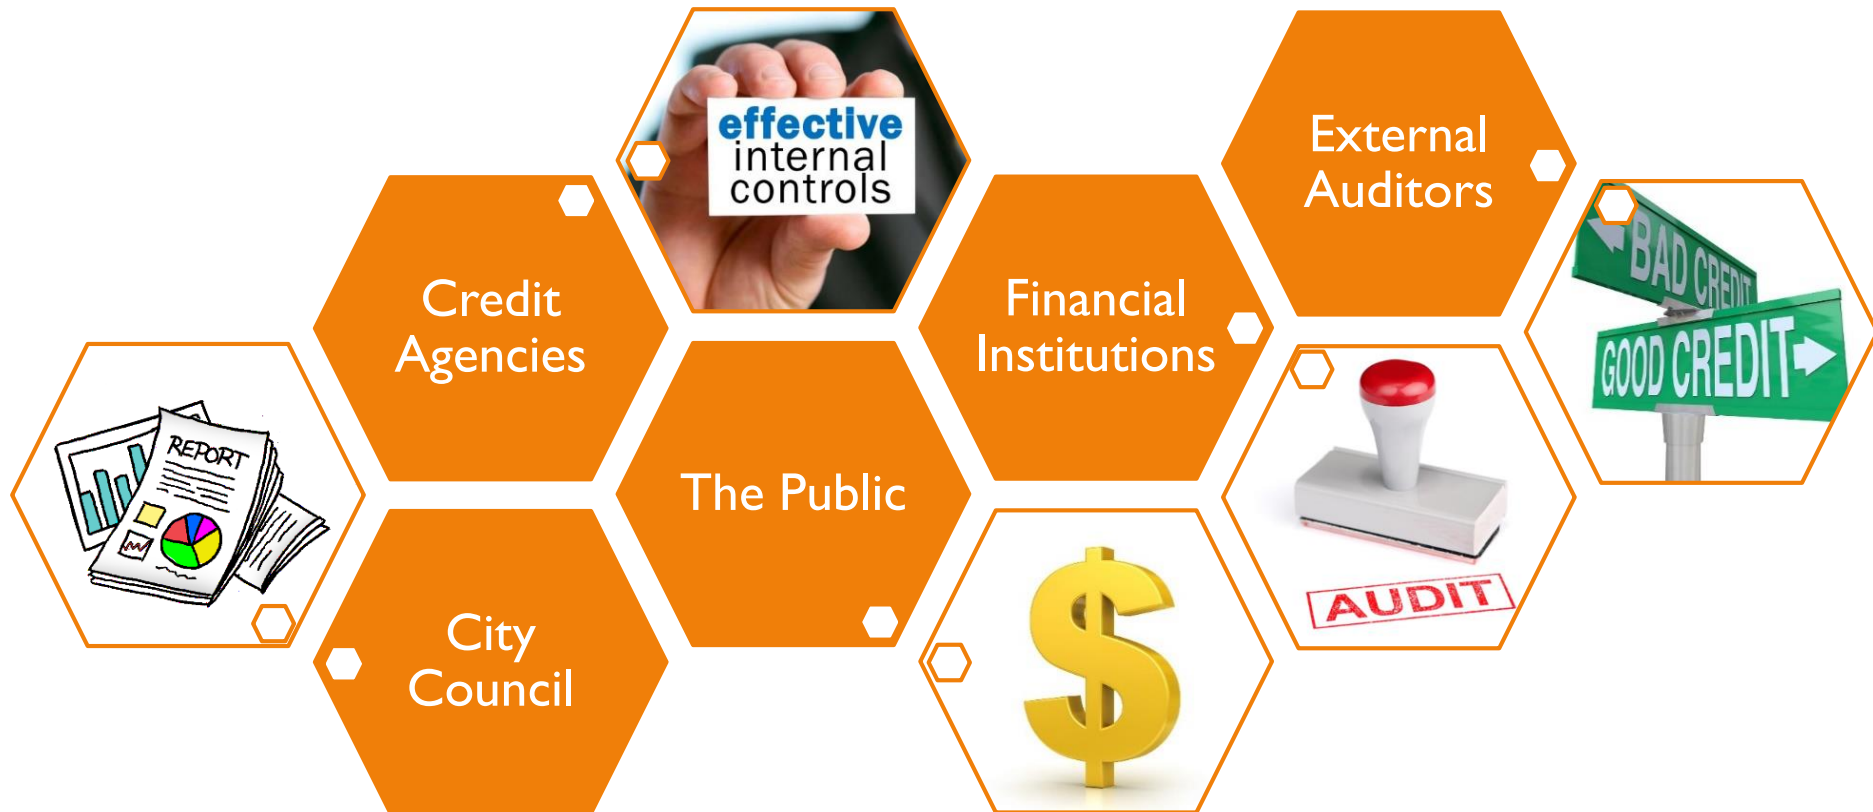 effective
internal
controls
External
Auditors
BAD CREDIT
GOOD CREDIT
Credit
Agencies
Financial
Institutions
REPORT
The Public
AUDIT
City
Council
$